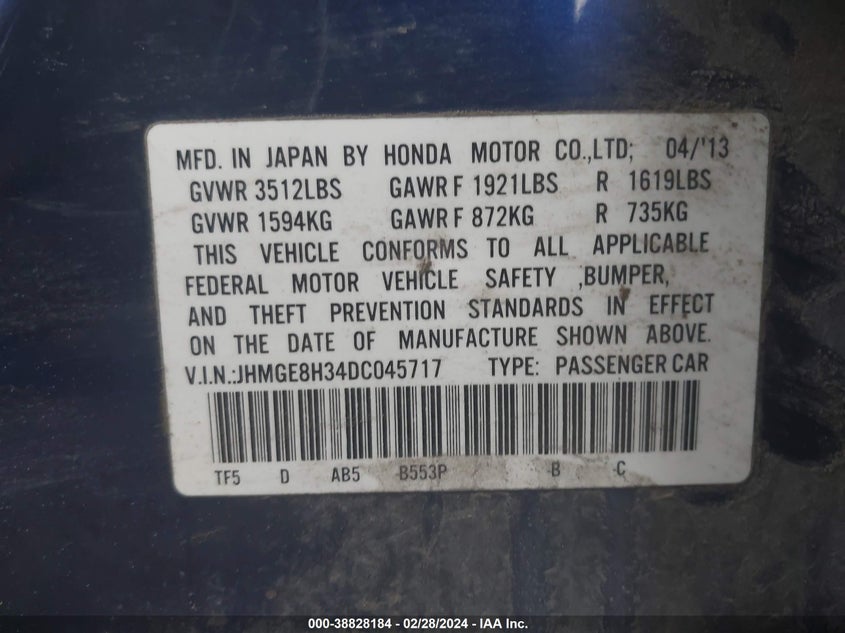 MFD. IN JAPAN BY HONDA MOTOR CO.,LTD; 04/'13
GVWR 3512LBS GAWR F 1921LBS R 1619LBS
GVWR 1594KG GAWR F 872KG R 735KG
THIS VEHICLE CONFORMS TO ALL APPLICABLE
FEDERAL MOTOR VEHICLE SAFETY ,BUMPER,
AND THEFT PREVENTION STANDARDS IN EFFECT
ON THE DATE OF MANUFACTURE SHOWN ABOVE.
V.I.N.:JHMGE8H34DC045717 TYPE: PASSENGER CAR
TF5 D AB5 B553P -B -C
000-38828184 - 02/28/2024 - IAA Inc.